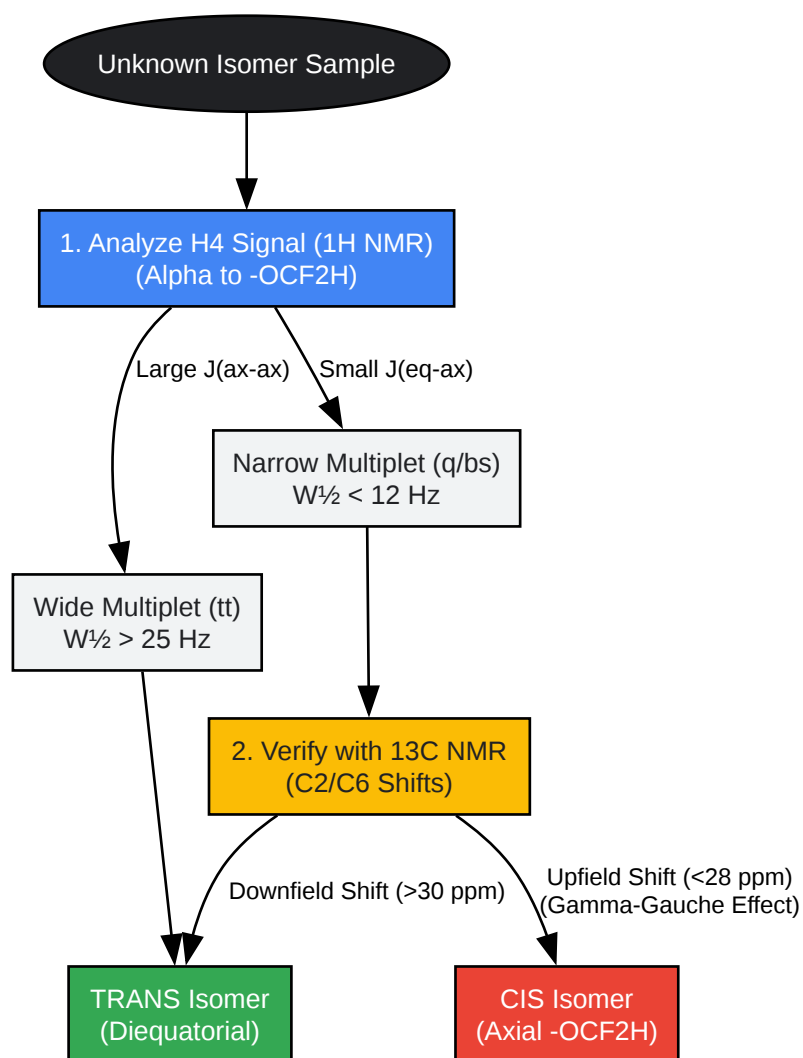 Unknown Isomer Sample
1. Analyze H4 Signal (1H NMR)
(Alpha to -OCF2H)
Large J(ax-ax)
Small J(eq-ax)
Narrow Multiplet (q/bs)
W½ < 12 Hz
Wide Multiplet (tt)
W½ > 25 Hz
2. Verify with 13C NMR
(C2/C6 Shifts)
Downfield Shift (>30 ppm)
Upfield Shift (<28 ppm)
(Gamma-Gauche Effect)
TRANS Isomer
(Diequatorial)
CIS Isomer
(Axial -OCF2H)